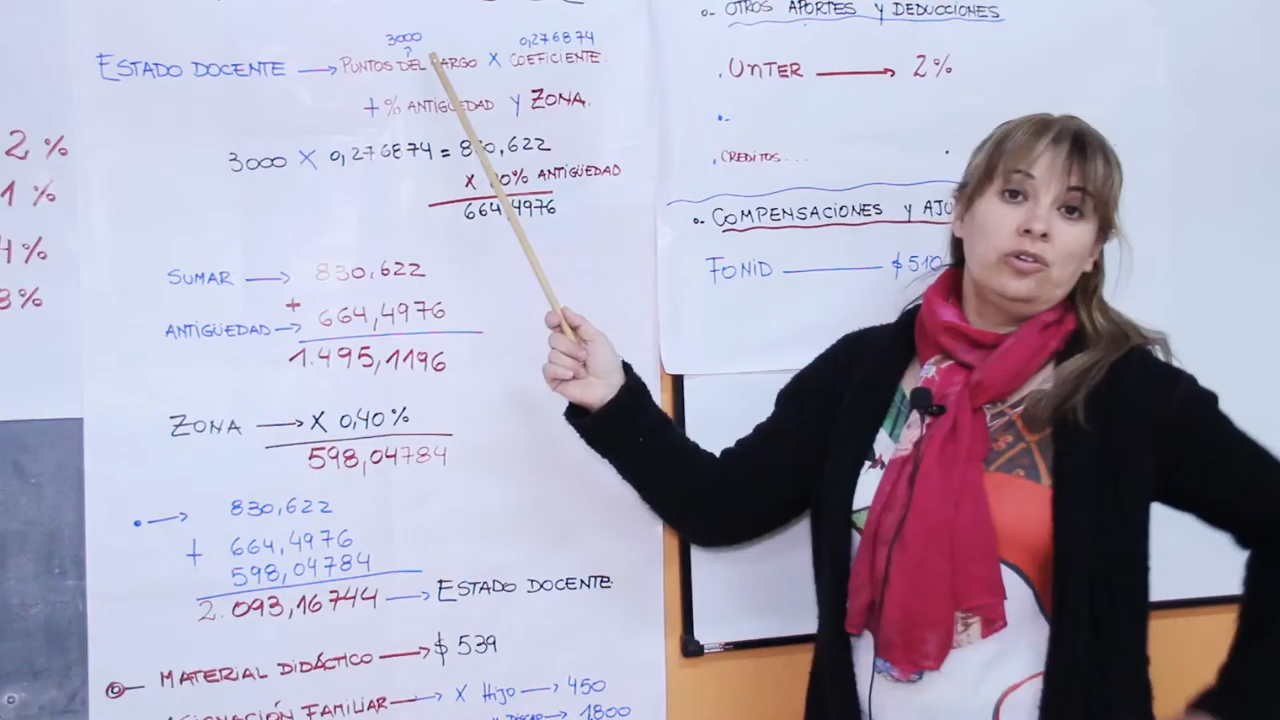 2%
1%
4%
8%
3000
0,276874
?
ESTADO DOCENTE → PUNTOS DEL CARGO X COEFICIENTE.
+ % ANTIGÜEDAD Y ZONA.
3000 X 0,276874 = 830,622
X 80% ANTIGÜEDAD
664,4976
SUMAR → 830,622
+
ANTIGÜEDAD → 664,4976
1.495,1196
ZONA → X 0,40%
598,04784
• → 830,622
+ 664,4976
598,04784
2.093,16744 → ESTADO DOCENTE.
MATERIAL DIDÁCTICO → $ 539
ASIGNACIÓN FAMILIAR → X HIJO → 450
" DISCAP → 1800
OTROS APORTES Y DEDUCCIONES
. UNTER → 2%
. CREDITOS...
COMPENSACIONES Y AJU
FONID — $ 510